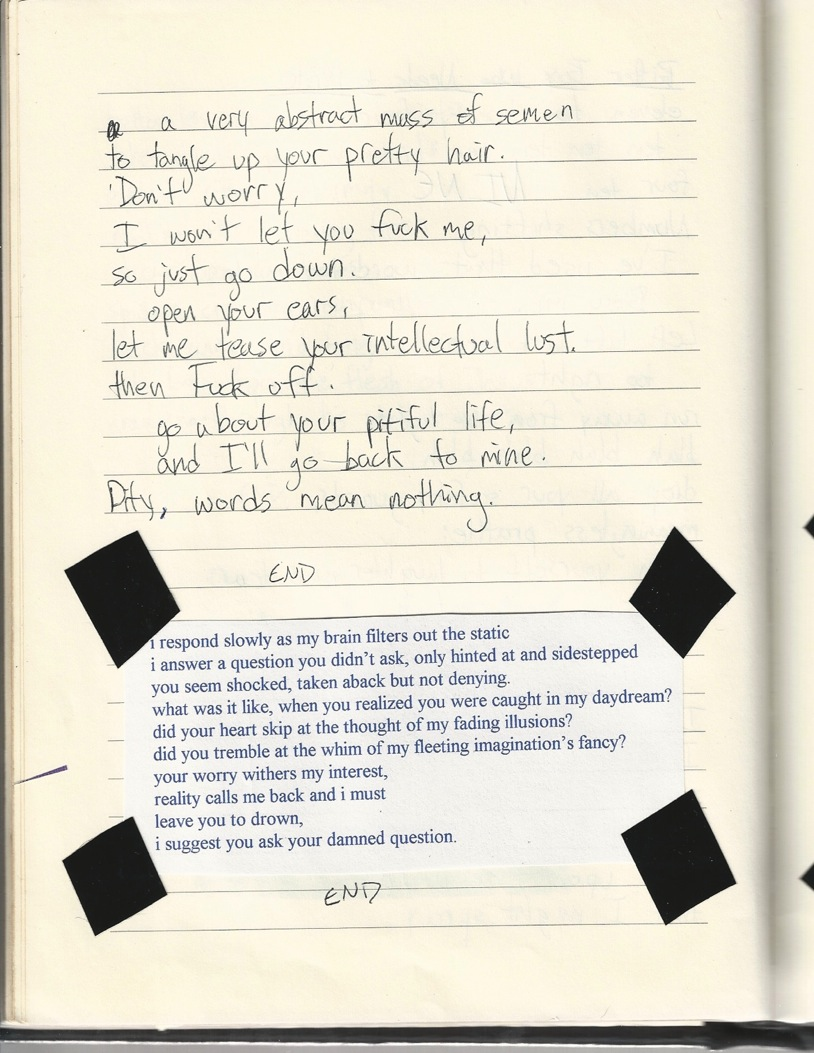 a very abstract mass of semen
to tangle up your pretty hair.
'Don't' worry,
I won't let you fuck me,
so just go down.
open your ears,
let me tease your intellectual lust.
then Fuck off.
go about your pitiful life,
and I'll go back to mine.
Pity, words mean nothing.
END
i respond slowly as my brain filters out the static
i answer a question you didn't ask, only hinted at and sidestepped
you seem shocked, taken aback but not denying.
what was it like, when you realized you were caught in my daydream?
did your heart skip at the thought of my fading illusions?
did you tremble at the whim of my fleeting imagination's fancy?
your worry withers my interest,
reality calls me back and i must
leave you to drown,
i suggest you ask your damned question.
END